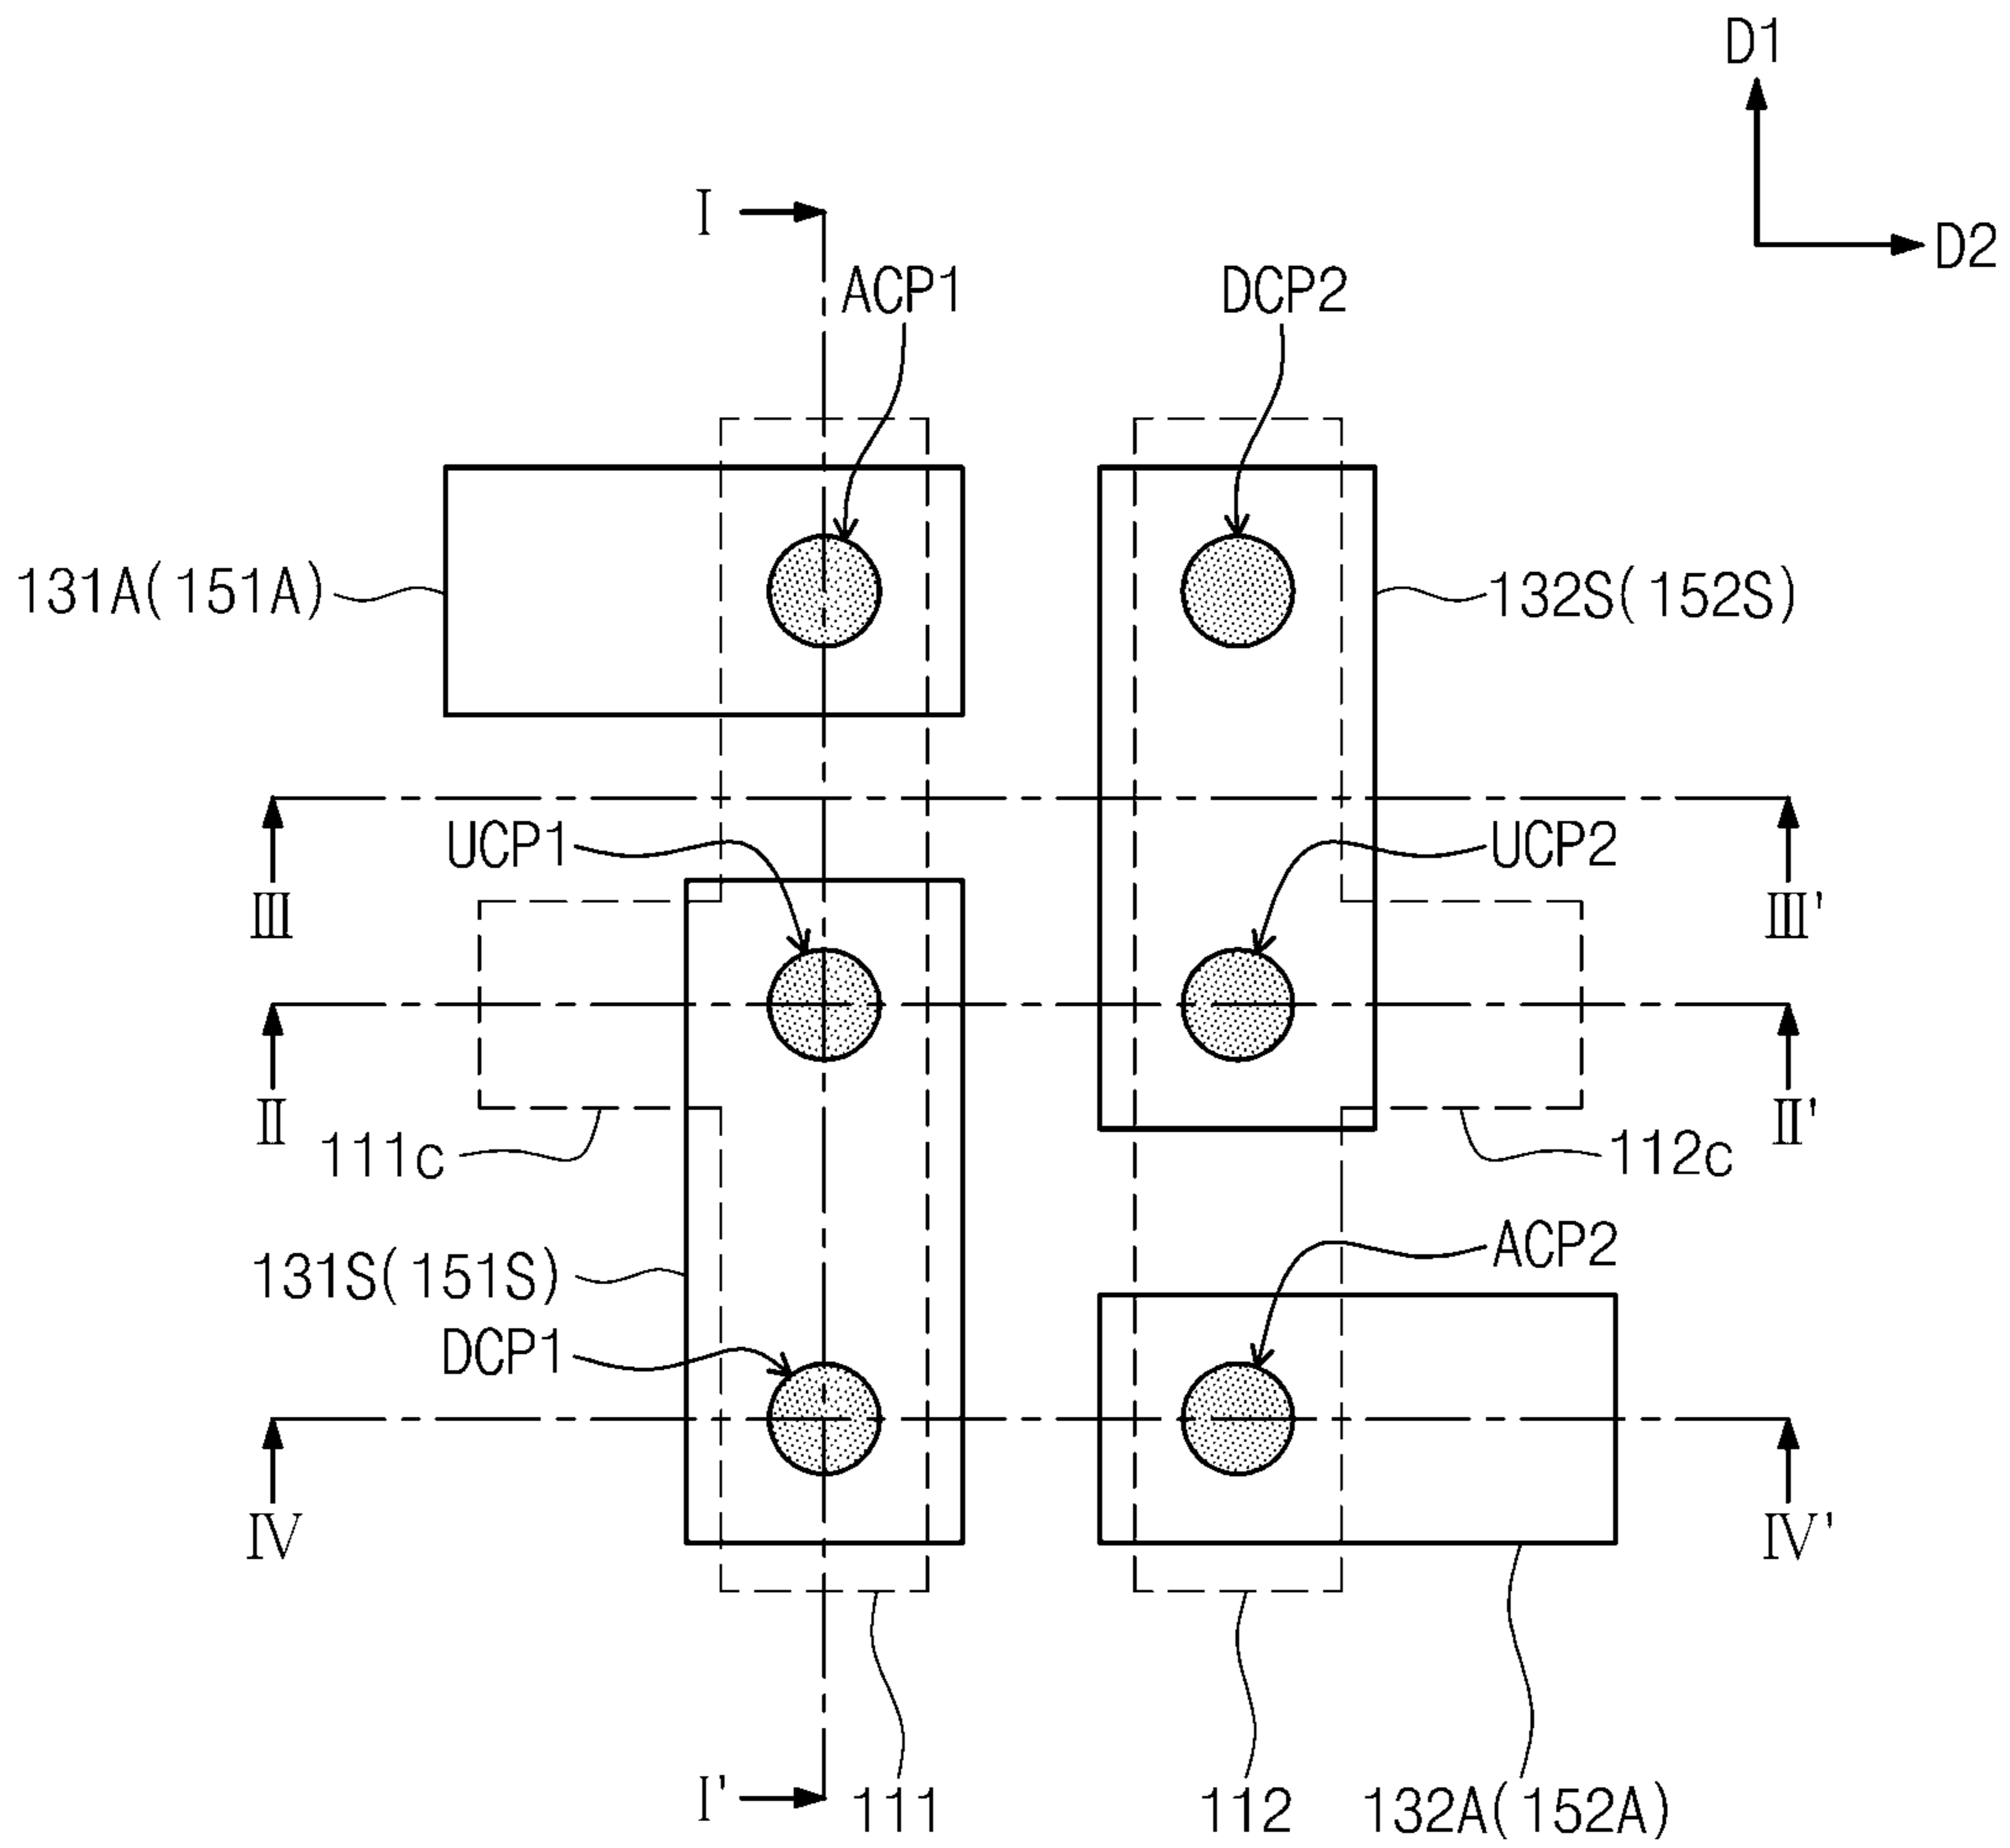 D1
I
D2
ACP1
DCP2
131A(151A)
132S(152S)
UCP1
UCP2
III
III'
II
II'
111c
112c
ACP2
131S(151S)
DCP1
IV
IV'
I'
111
112
132A(152A)